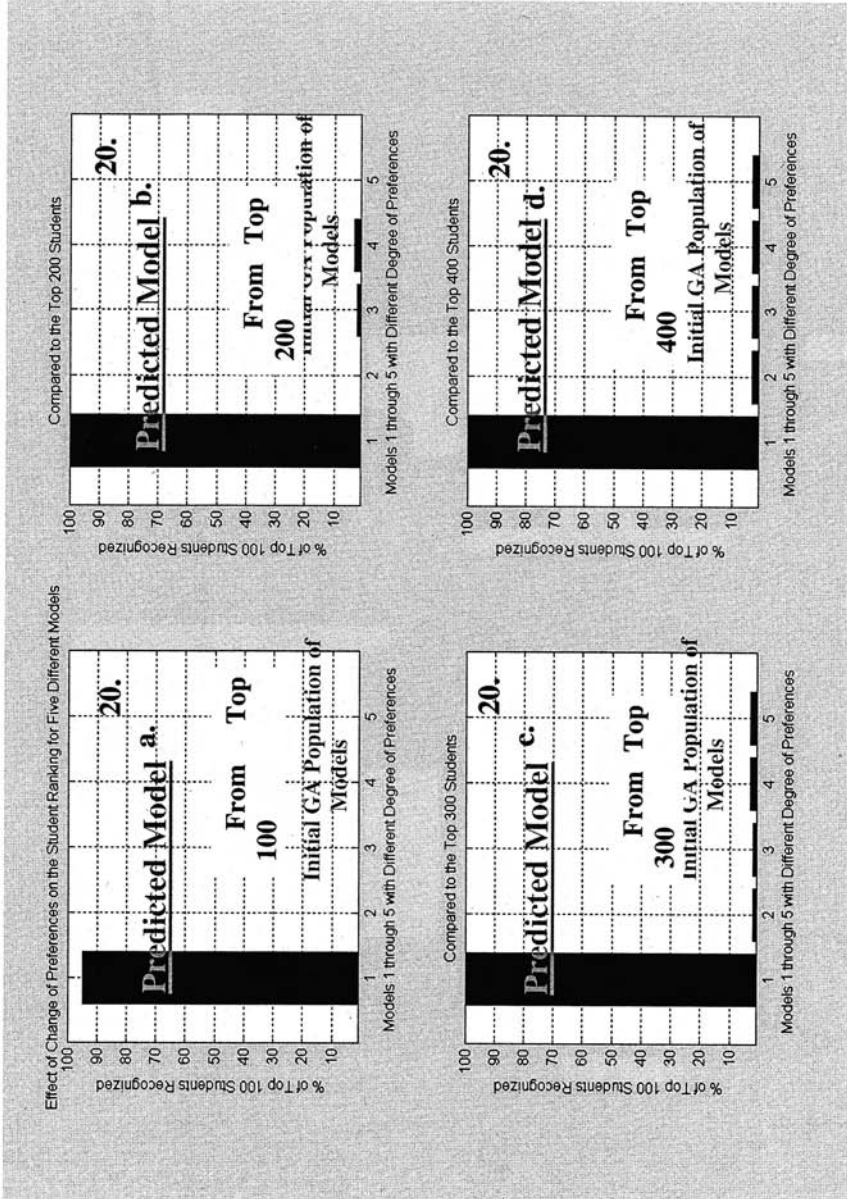 Effect of Change of Preferences on the Student Ranking for Five Different Models
100
90
80
70
60
50
40
30
20
10
% of Top 100 Students Recognized
20.
Predicted Model a.
From Top
100
Initial GA Population of
Models
1 2 3 4 5
Models 1 through 5 with Different Degree of Preferences
Compared to the Top 200 Students
100
90
80
70
60
50
40
30
20
10
% of Top 100 Students Recognized
20.
Predicted Model b.
From Top
200
Initial GA Population of
Models
1 2 3 4 5
Models 1 through 5 with Different Degree of Preferences
Compared to the Top 300 Students
100
90
80
70
60
50
40
30
20
10
% of Top 100 Students Recognized
20.
Predicted Model c.
From Top
300
Initial GA Population of
Models
1 2 3 4 5
Models 1 through 5 with Different Degree of Preferences
Compared to the Top 400 Students
100
90
80
70
60
50
40
30
20
10
% of Top 100 Students Recognized
20.
Predicted Model d.
From Top
400
Initial GA Population of
Models
1 2 3 4 5
Models 1 through 5 with Different Degree of Preferences